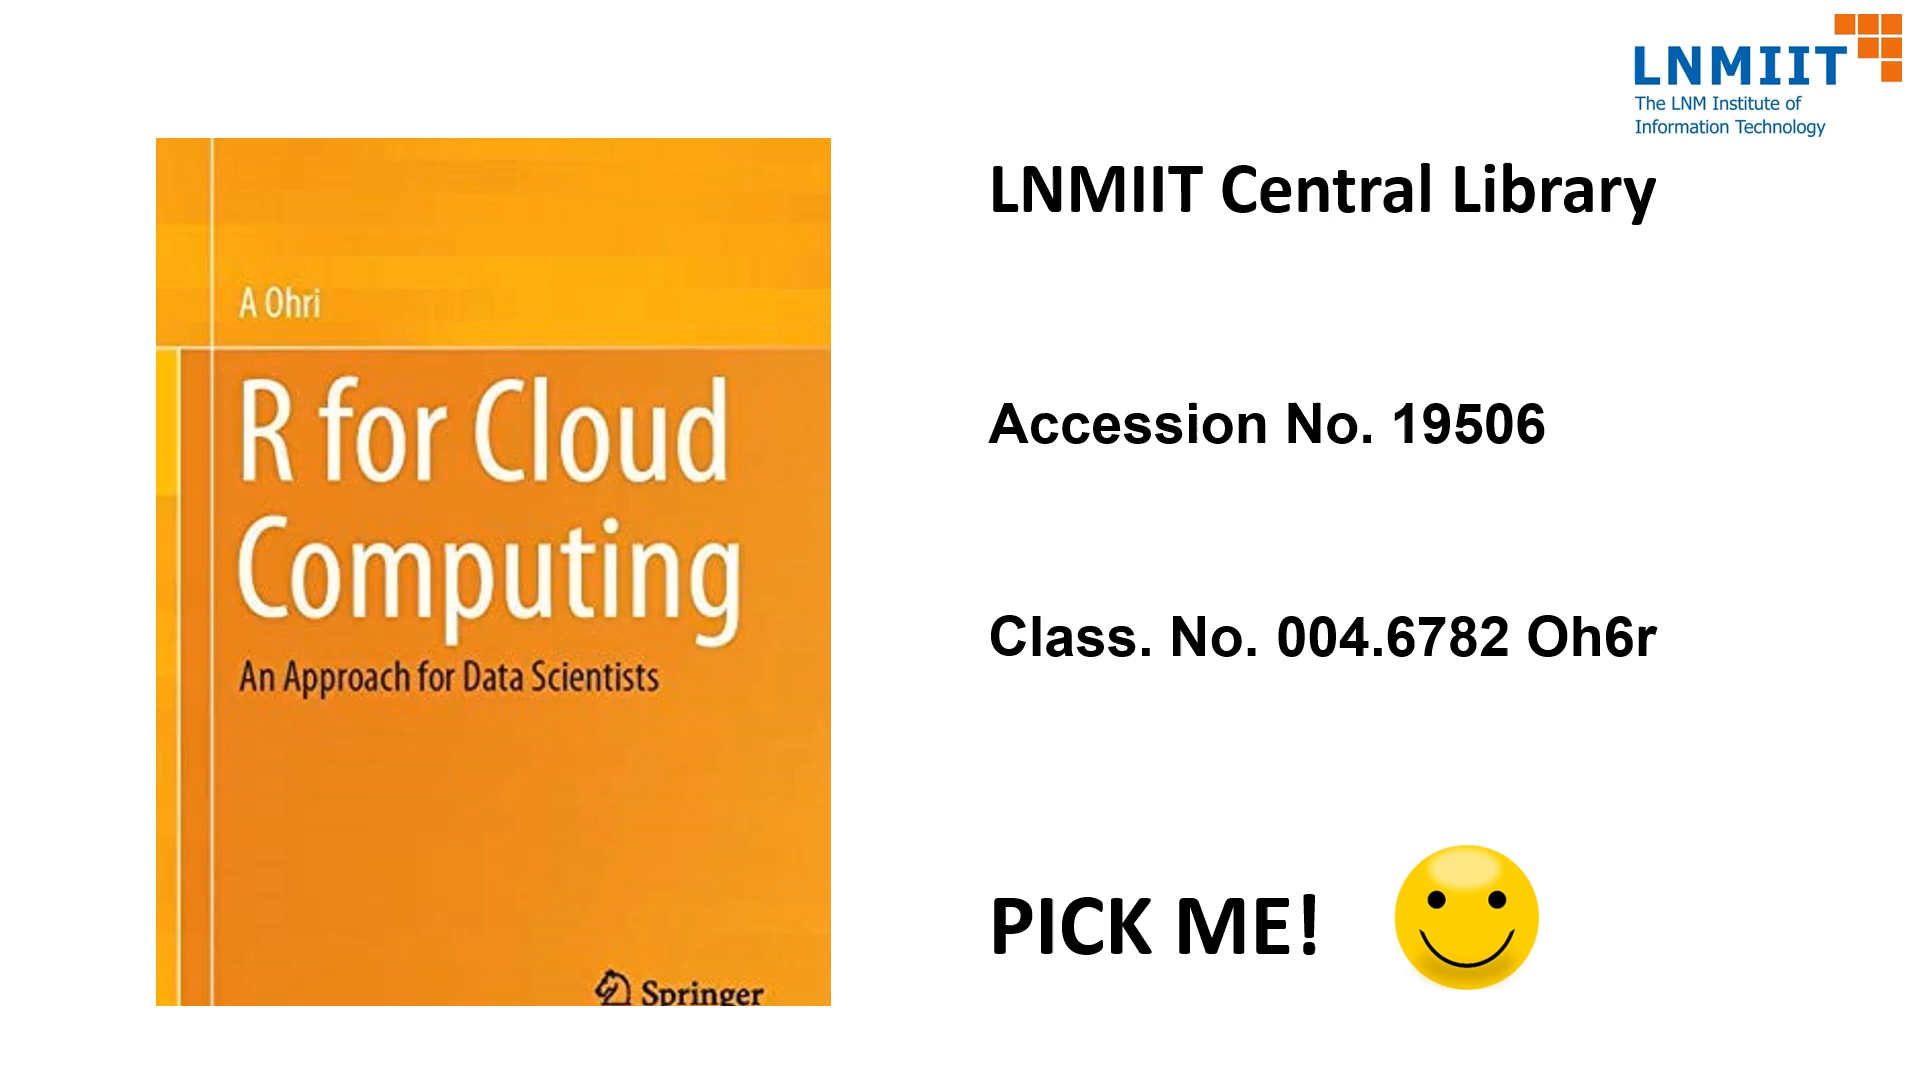 LNMIIT
The LNM Institute of
Information Technology
A Ohri
R for Cloud
Computing
An Approach for Data Scientists
Springer
LNMIIT Central Library
Accession No. 19506
Class. No. 004.6782 Oh6r
PICK ME!